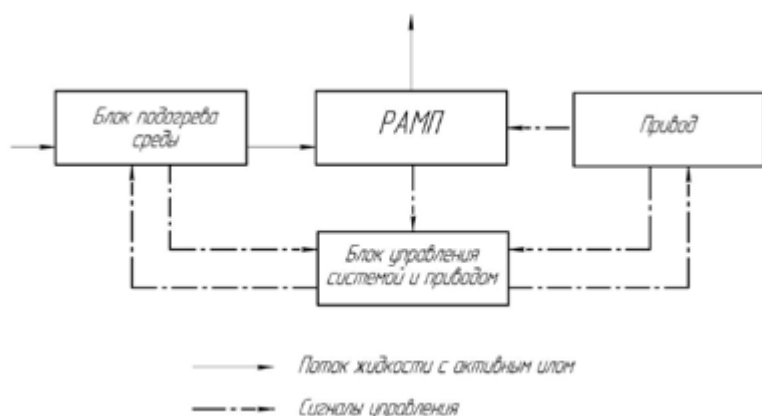 Блок подогрева
среды
РАМП
Привод
Блок управления
системой и приводом
Поток жидкости с активным илом
Сигналы управления